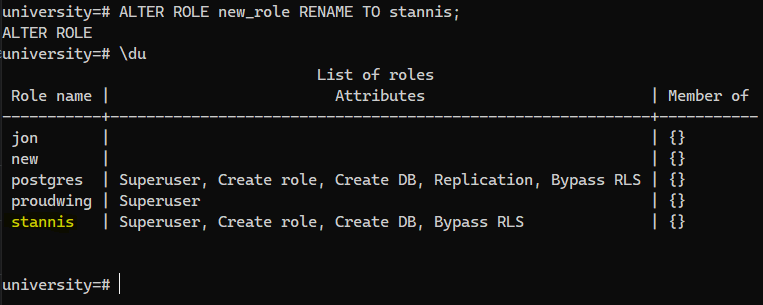 university=# ALTER ROLE new_role RENAME TO stannis;
ALTER ROLE
university=# \du
                                   List of roles
 Role name |                         Attributes                         | Member of
-----------+------------------------------------------------------------+-----------
 jon       |                                                            | {}
 new       |                                                            | {}
 postgres  | Superuser, Create role, Create DB, Replication, Bypass RLS | {}
 proudwing | Superuser                                                  | {}
 stannis   | Superuser, Create role, Create DB, Bypass RLS              | {}
university=#